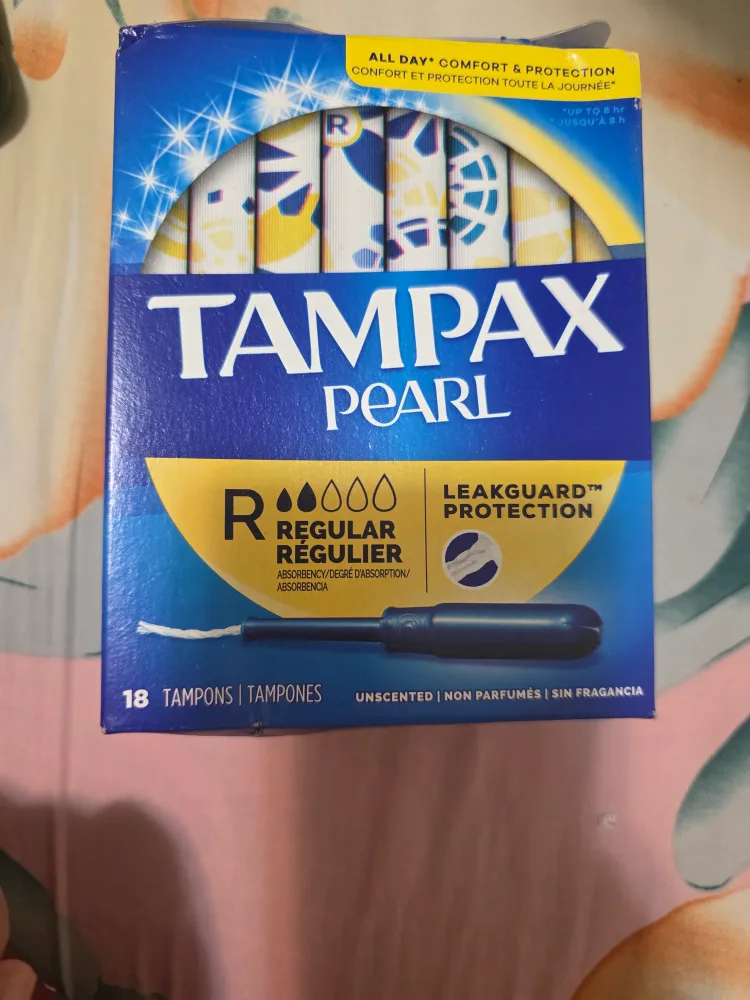 ALL DAY* COMFORT & PROTECTION
CONFORT ET PROTECTION TOUTE LA JOURNÉE*
*UP TO 8 hr
*JUSQU'À 8 h
R
TAMPAX
PEARL
R
REGULAR
RÉGULIER
ABSORBENCY/DEGRÉ D'ABSORPTION/
ABSORBENCIA
LEAKGUARD™
PROTECTION
18 TAMPONS | TAMPONES
UNSCENTED | NON PARFUMÉS | SIN FRAGANCIA